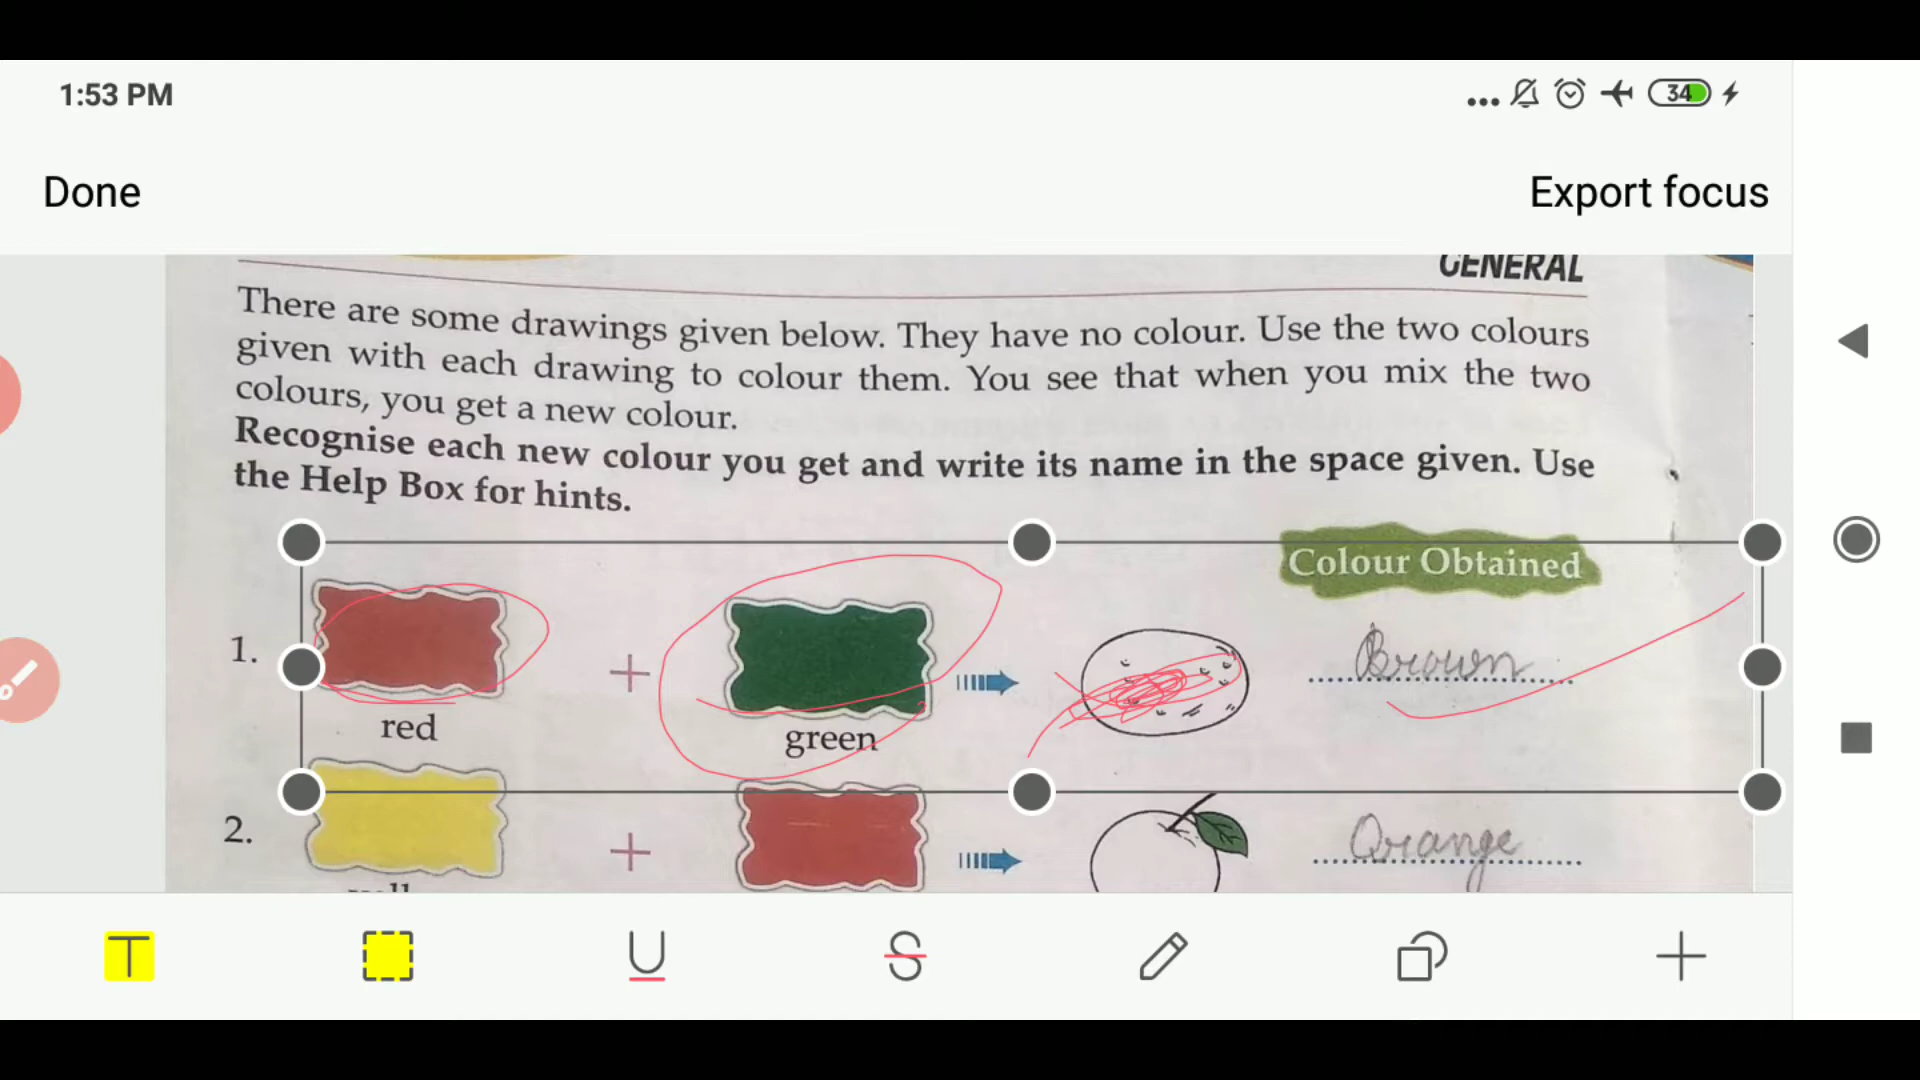 1:53 PM
34
Done
Export focus
GENERAL
There are some drawings given below. They have no colour. Use the two colours
given with each drawing to colour them. You see that when you mix the two
colours, you get a new colour.
Recognise each new colour you get and write its name in the space given. Use
the Help Box for hints.
Colour Obtained
1.
+
Brown
red
green
2.
+
Orange
T
U
S